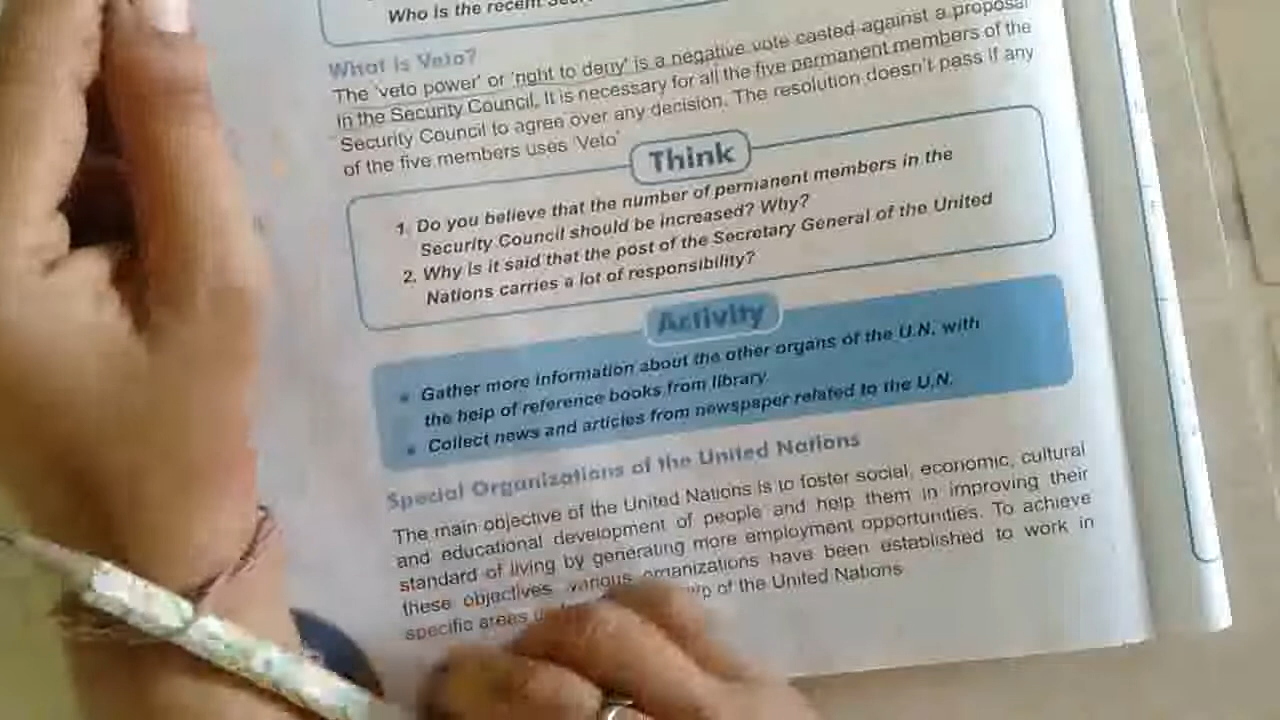 Who is the recent
What is Veto?
The 'veto power' or 'right to deny' is a negative vote casted against a proposal
in the Security Council. It is necessary for all the five permanent members of the
Security Council to agree over any decision. The resolution doesn't pass if any
of the five members uses 'Veto'
Think
1. Do you believe that the number of permanent members in the
Security Council should be increased? Why?
2. Why is it said that the post of the Secretary General of the United
Nations carries a lot of responsibility?
Activity
Gather more information about the other organs of the U.N. with
the help of reference books from library.
Collect news and articles from newspaper related to the U.N.
Special Organizations of the United Nations
The main objective of the United Nations is to foster social, economic, cultural
and educational development of people and help them in improving their
standard of living by generating more employment opportunities. To achieve
these objectives various organizations have been established to work in
specific areas of the United Nations